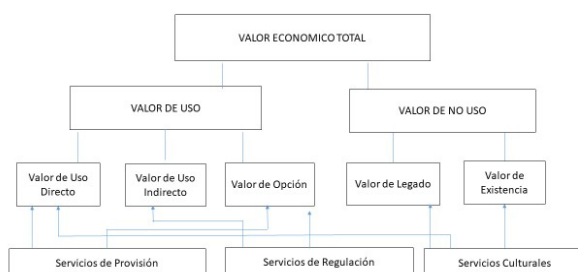 VALOR ECONOMICO TOTAL
VALOR DE USO
VALOR DE NO USO
Valor de Uso
Directo
Valor de Uso
Indirecto
Valor de Opción
Valor de Legado
Valor de
Existencia
Servicios de Provisión
Servicios de Regulación
Servicios Culturales